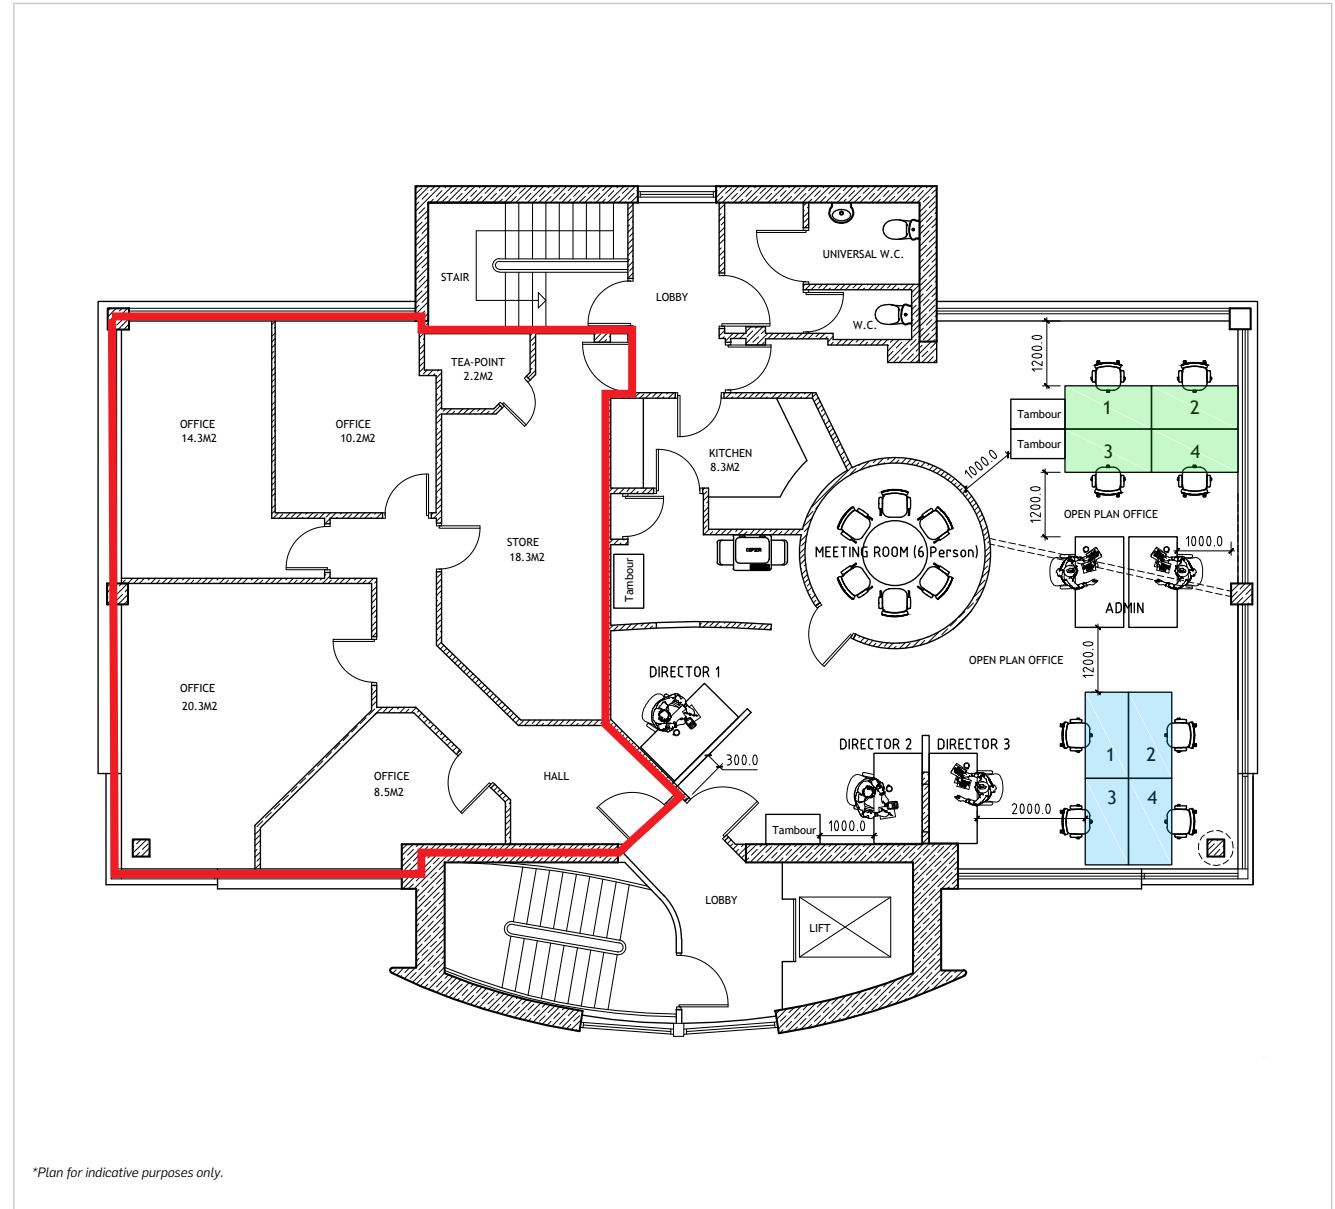 STAIR
LOBBY
UNIVERSAL W.C.
W.C.
TEA-POINT
2.2M2
OFFICE
14.3M2
OFFICE
10.2M2
KITCHEN
8.3M2
STORE
18.3M2
COPIER
Tambour
MEETING ROOM (6 Person)
1200.0
Tambour
Tambour
1 2
3 4
1000.0
1200.0
OPEN PLAN OFFICE
1000.0
ADMIN
OPEN PLAN OFFICE
1200.0
OFFICE
20.3M2
DIRECTOR 1
300.0
OFFICE
8.5M2
HALL
DIRECTOR 2
DIRECTOR 3
Tambour
1000.0
2000.0
1 2
3 4
LOBBY
LIFT
*Plan for indicative purposes only.